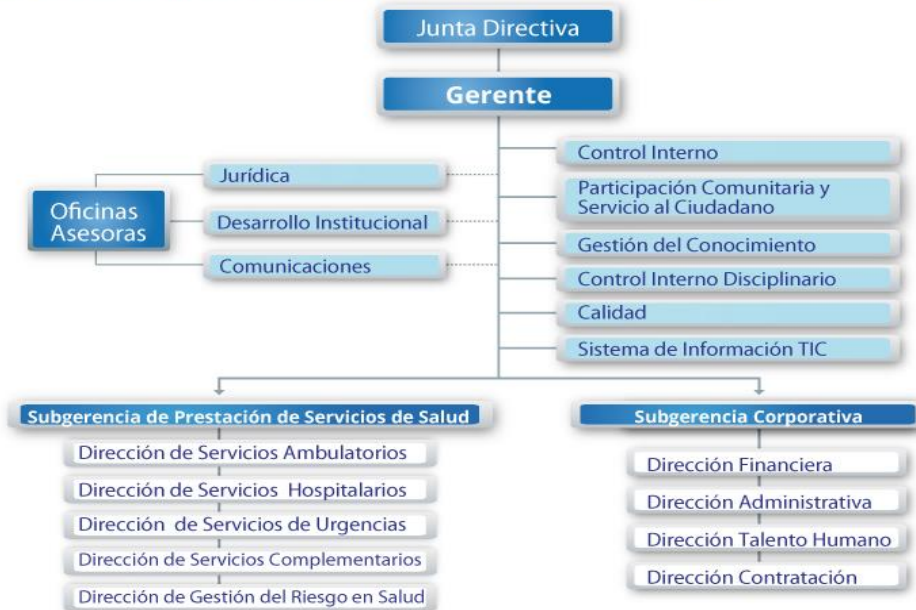 Junta Directiva
Gerente
Oficinas
Asesoras
Jurídica
Desarrollo Institucional
Comunicaciones
Control Interno
Participación Comunitaria y
Servicio al Ciudadano
Gestión del Conocimiento
Control Interno Disciplinario
Calidad
Sistema de Información TIC
Subgerencia de Prestación de Servicios de Salud
Dirección de Servicios Ambulatorios
Dirección de Servicios Hospitalarios
Dirección de Servicios de Urgencias
Dirección de Servicios Complementarios
Dirección de Gestión del Riesgo en Salud
Subgerencia Corporativa
Dirección Financiera
Dirección Administrativa
Dirección Talento Humano
Dirección Contratación